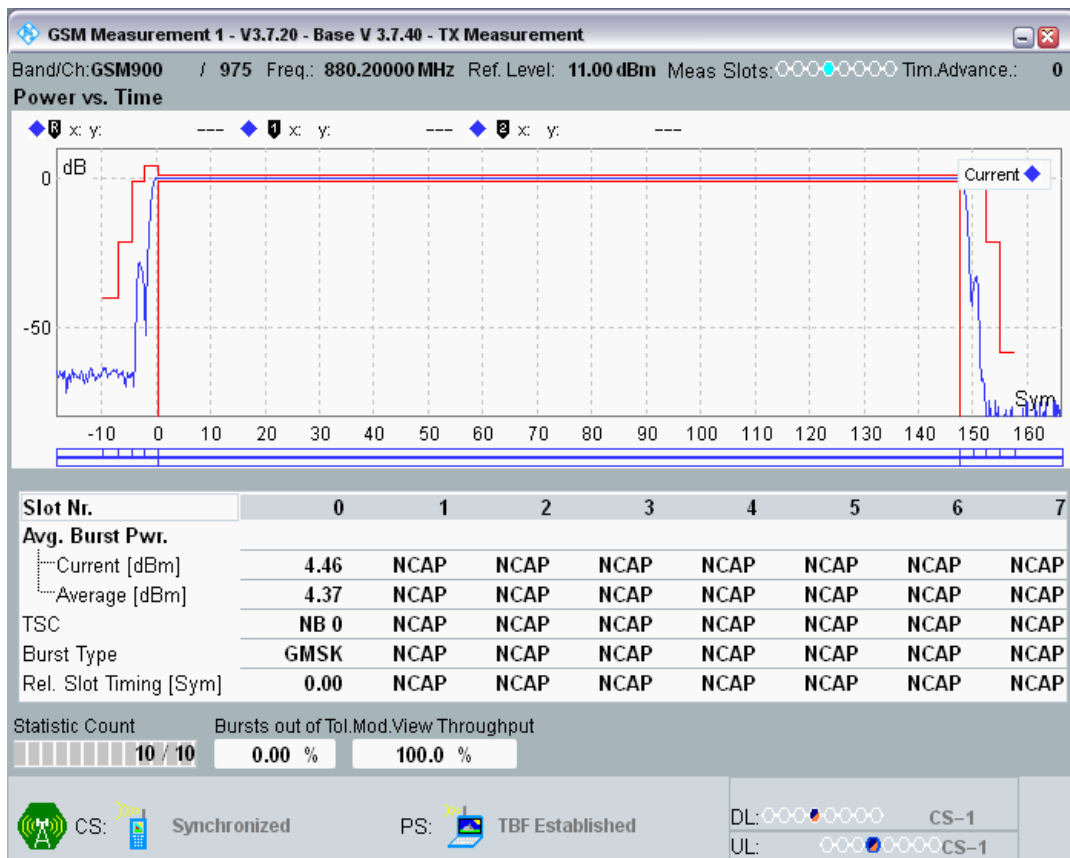 GSM Measurement 1 - V3.7.20 - Base V 3.7.40 - TX Measurement
Band/Ch:GSM900 / 975 Freq.: 880.20000 MHz Ref. Level: 11.00 dBm Meas Slots: Tim.Advance.: 0
Power vs. Time
R x: y: --- 1 x: y: --- 2 x: y: ---
dB
Current
0
-50
Sym
-10 0 10 20 30 40 50 60 70 80 90 100 110 120 130 140 150 160
Slot Nr. 0 1 2 3 4 5 6 7
Avg. Burst Pwr.
Current [dBm] 4.46 NCAP NCAP NCAP NCAP NCAP NCAP NCAP
Average [dBm] 4.37 NCAP NCAP NCAP NCAP NCAP NCAP NCAP
TSC NB 0 NCAP NCAP NCAP NCAP NCAP NCAP NCAP
Burst Type GMSK NCAP NCAP NCAP NCAP NCAP NCAP NCAP
Rel. Slot Timing [Sym] 0.00 NCAP NCAP NCAP NCAP NCAP NCAP NCAP
Statistic Count Bursts out of Tol.Mod.View Throughput
10 / 10 0.00 % 100.0 %
CS: Synchronized PS: TBF Established DL: CS-1
UL: CS-1